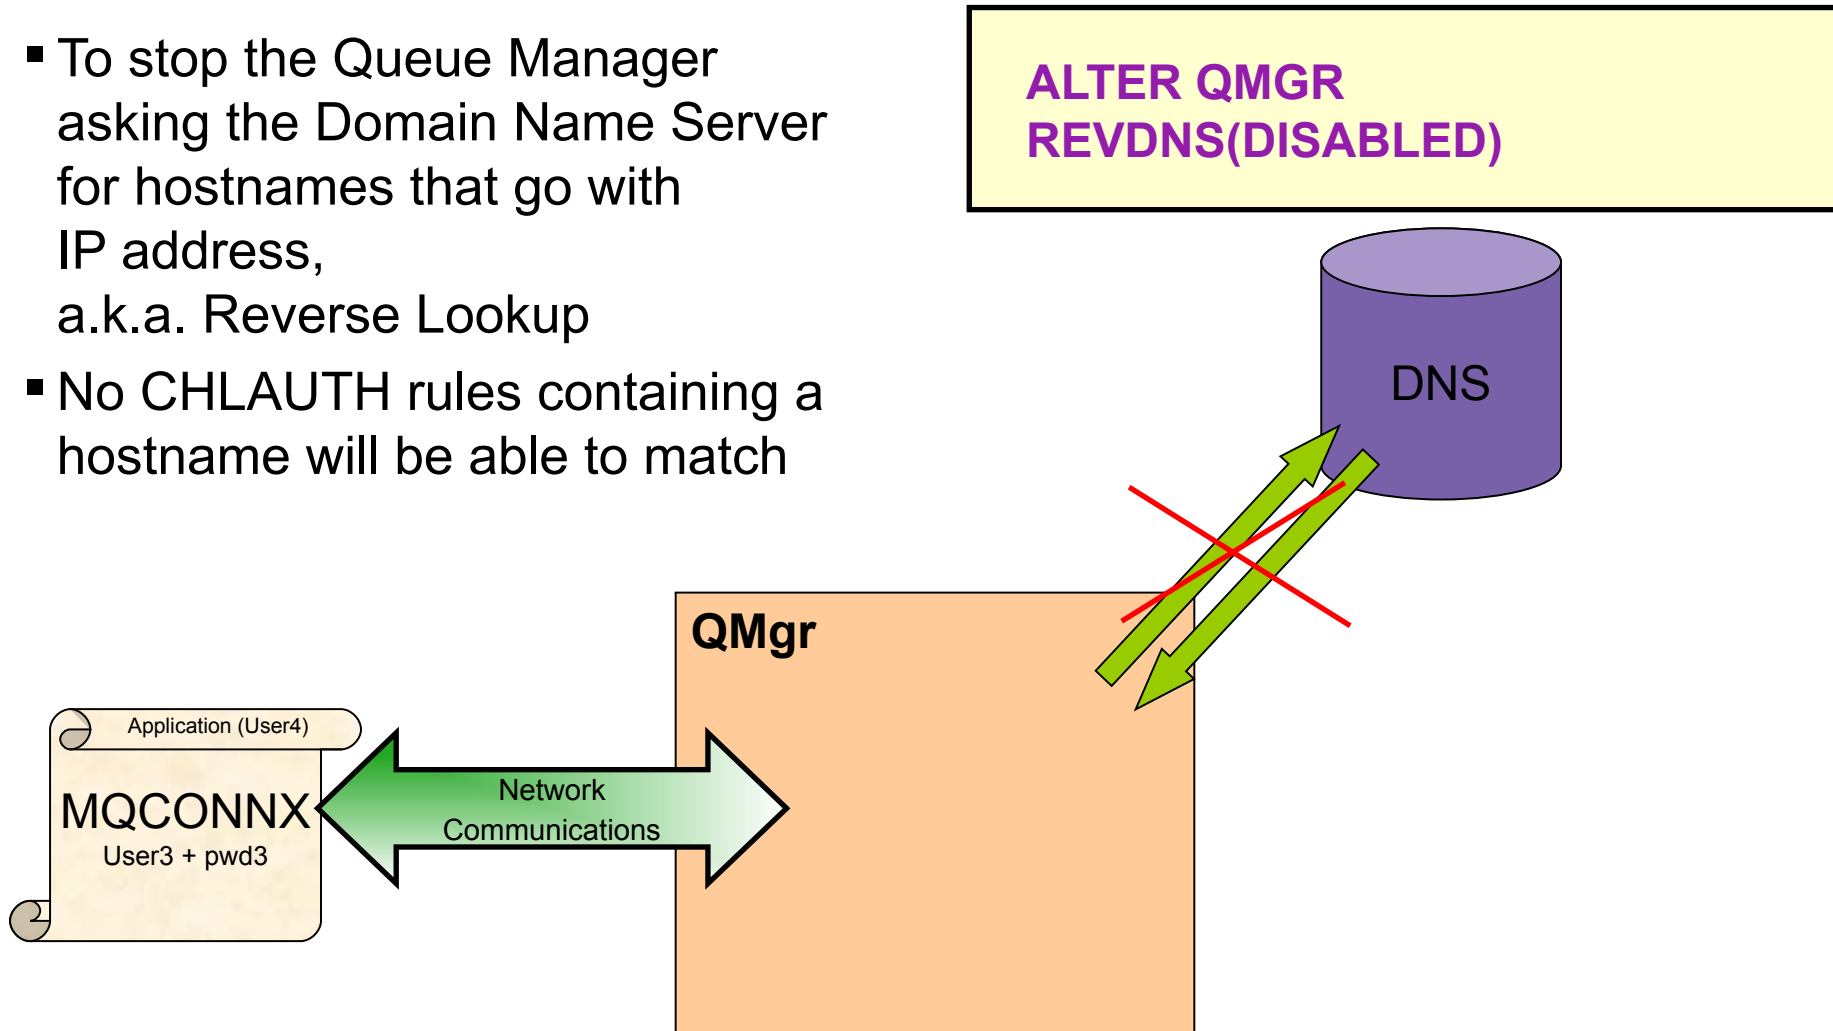 ▪ To stop the Queue Manager
asking the Domain Name Server
for hostnames that go with
IP address,
a.k.a. Reverse Lookup
▪ No CHLAUTH rules containing a
hostname will be able to match
ALTER QMGR
REVDNS(DISABLED)
DNS
QMgr
Application (User4)
MQCONNX
User3 + pwd3
Network
Communications